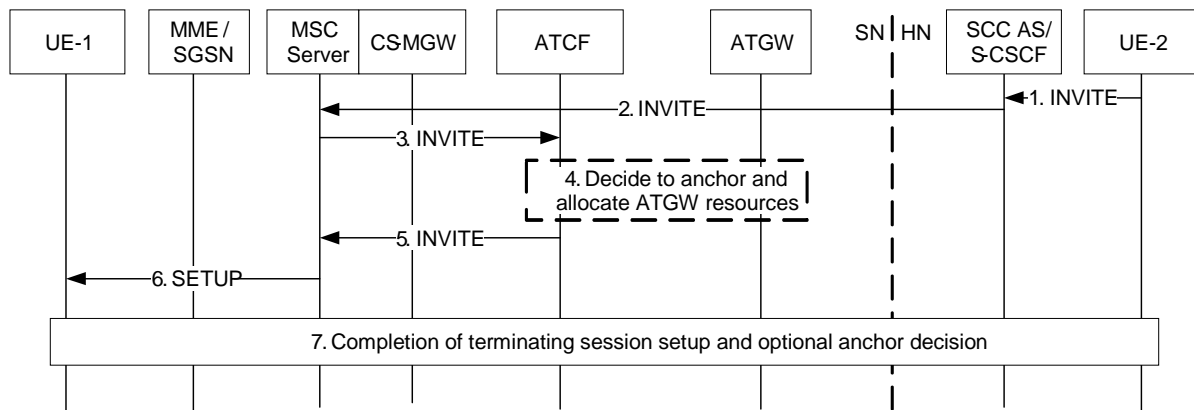 UE-1
MME /
SGSN
MSC
Server
CS-MGW
ATCF
ATGW
SN
HN
SCC AS/
S-CSCF
UE-2
1. INVITE
2. INVITE
3. INVITE
4. Decide to anchor and
allocate ATGW resources
5. INVITE
6. SETUP
7. Completion of terminating session setup and optional anchor decision